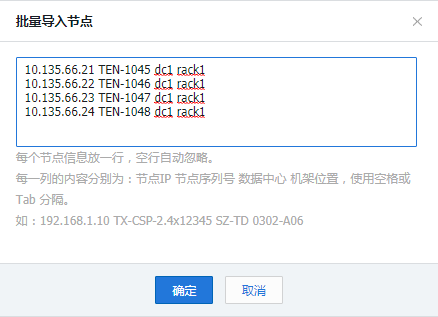 批量导入节点
10.135.66.21 TEN-1045 dc1 rack1
10.135.66.22 TEN-1046 dc1 rack1
10.135.66.23 TEN-1047 dc1 rack1
10.135.66.24 TEN-1048 dc1 rack1
每个节点信息放一行，空行自动忽略。
每一列的内容分别为：节点IP 节点序列号 数据中心 机架位置，使用空格或
Tab 分隔。
如：192.168.1.10 TX-CSP-2.4x12345 SZ-TD 0302-A06
确定 取消